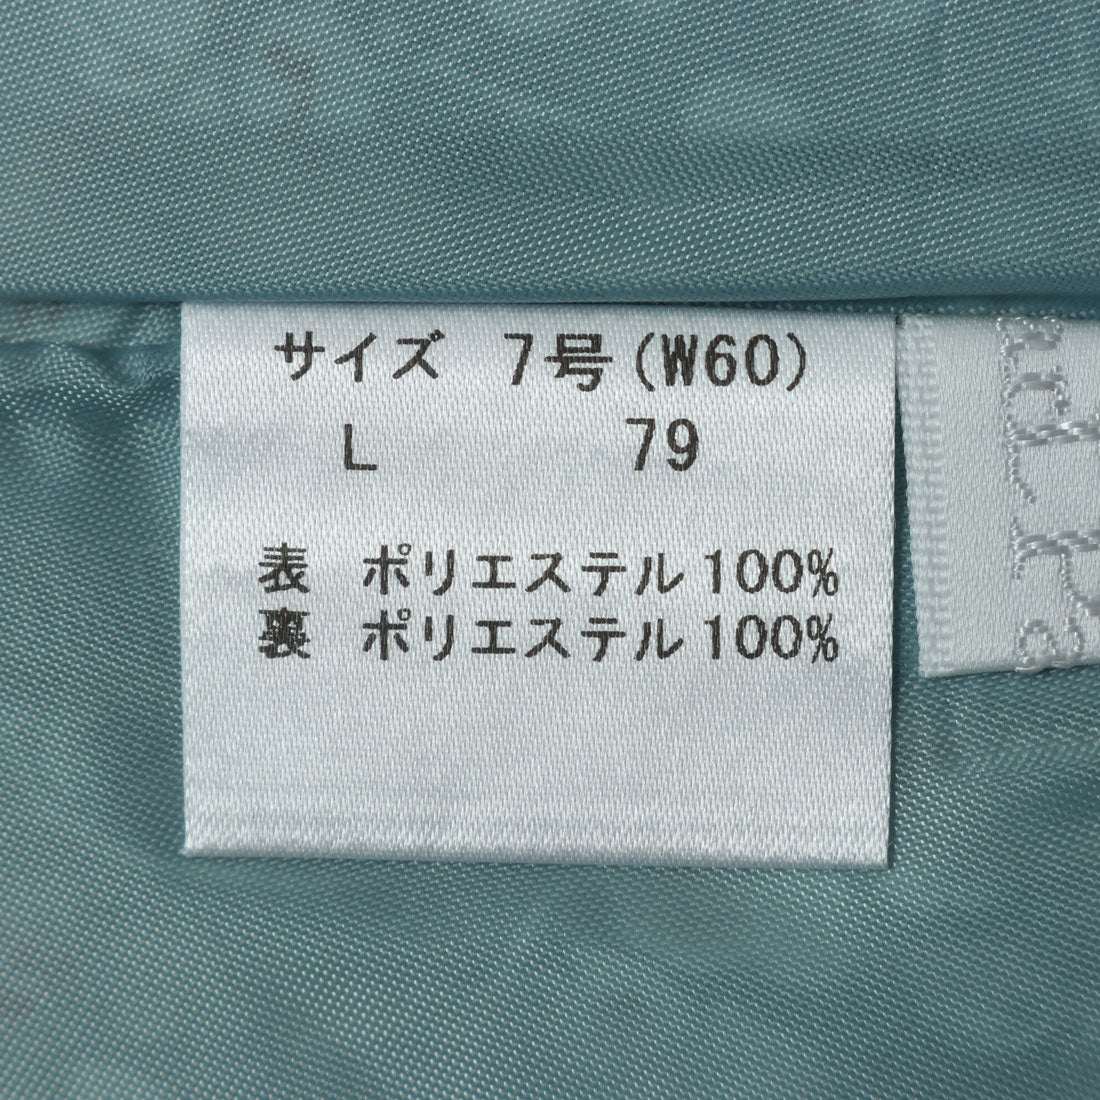 サイズ 7号(W60)
L 79
表 ポリエステル100%
裏 ポリエステル100%